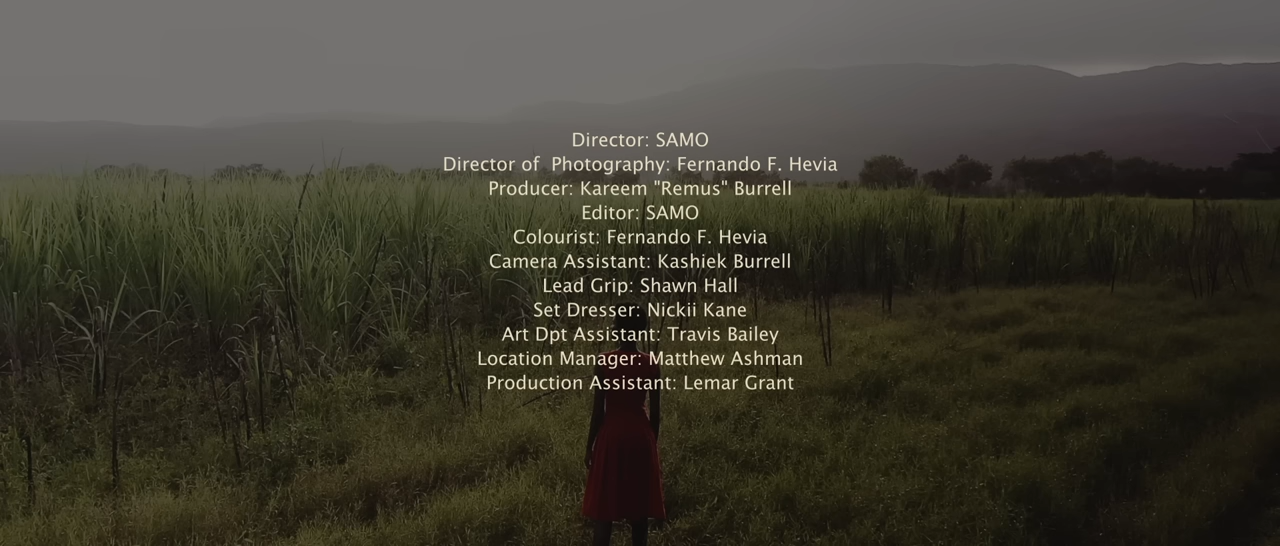 Director: SAMO
Director of  Photography: Fernando F. Hevia
Producer: Kareem "Remus" Burrell
Editor: SAMO
Colourist: Fernando F. Hevia
Camera Assistant: Kashiek Burrell
Lead Grip: Shawn Hall
Set Dresser: Nickii Kane
Art Dpt Assistant: Travis Bailey
Location Manager: Matthew Ashman
Production Assistant: Lemar Grant